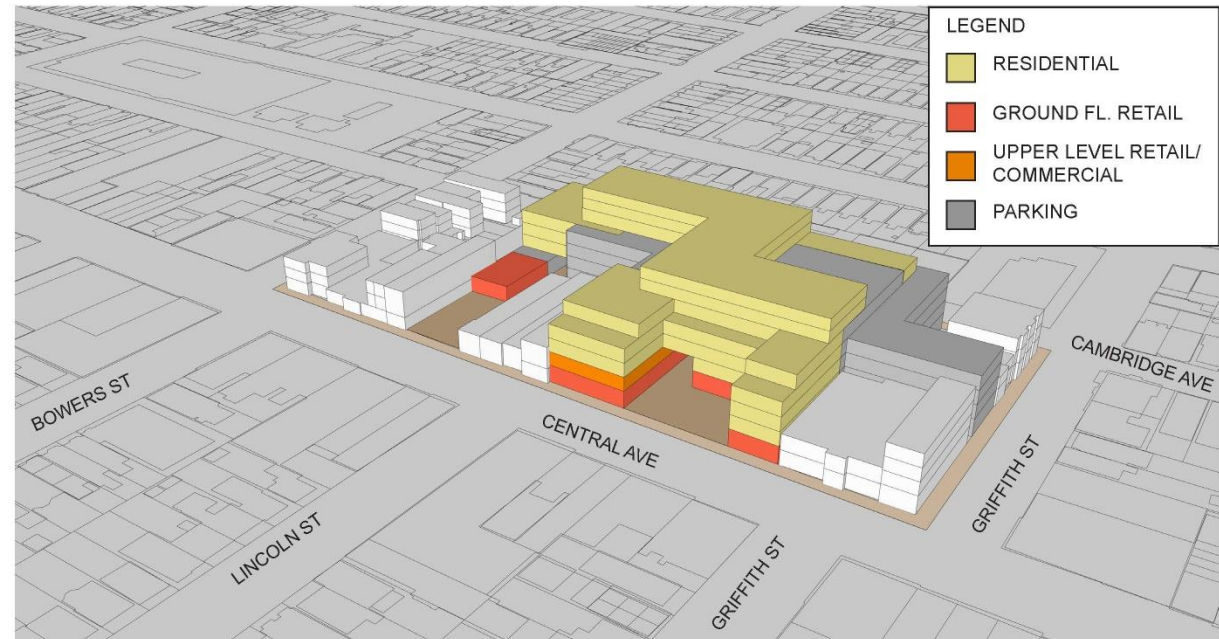 LEGEND
RESIDENTIAL
GROUND FL. RETAIL
UPPER LEVEL RETAIL/
COMMERCIAL
PARKING
CAMBRIDGE AVE
BOWERS ST
CENTRAL AVE
GRIFFITH ST
LINCOLN ST
GRIFFITH ST